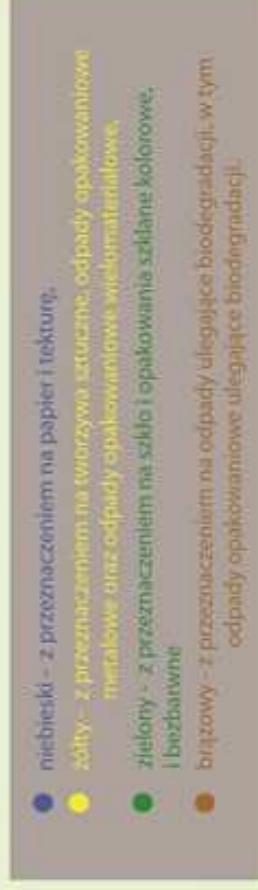 niebieski - z przeznaczeniem na papier i tekturę,
żółty - z przeznaczeniem na tworzywa sztuczne, odpady opakowaniowe
metalowe oraz odpady opakowaniowe wielomateriałowe,
zielony - z przeznaczeniem na szkło i opakowania szklane kolorowe,
i bezbarwne
brązowy - z przeznaczeniem na odpady ulegające biodegradacji, w tym
odpady opakowaniowe ulegające biodegradacji.